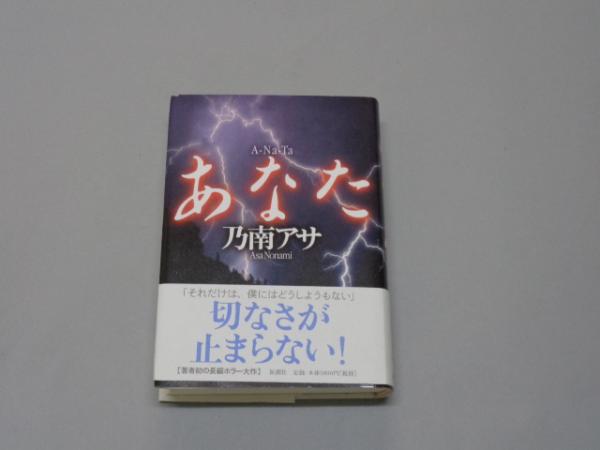 A-Na-Ta
あなた
乃南アサ
Asa Nonami
「それだけは、僕にはどうしようもない」
切なさが
止まらない!
【著者初の長編ホラー大作】 新潮社 定価